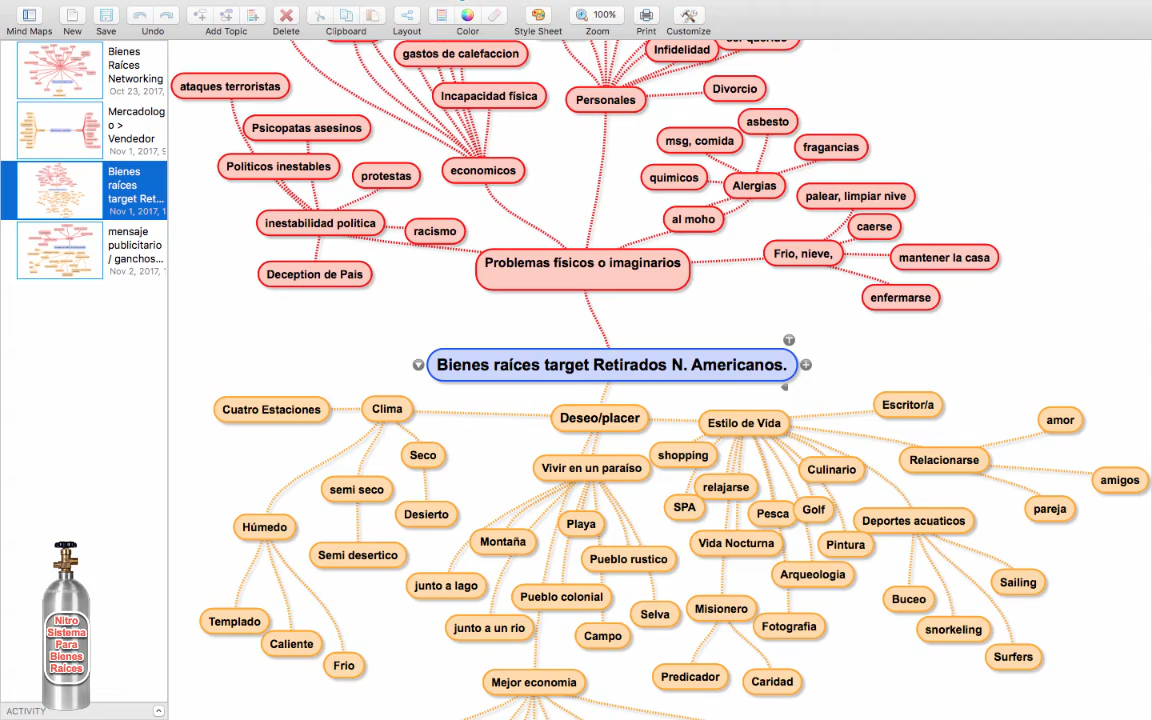 Mind Maps
New
Save
Undo
Add Topic
Delete
Clipboard
Layout
Color
Style Sheet
100%
Zoom
Print
Customize
Bienes
Raíces
Networking
Oct 23, 2017,
Mercadolog
o >
Vendedor
Nov 1, 2017, 9
Bienes
raíces
target Ret...
Nov 1, 2017, 1
mensaje
publicitario
/ ganchos...
Nov 2, 2017,
Nitro
Sistema
Para
Bienes
Raíces
ACTIVITY
gastos de calefaccion
Infidelidad
ataques terroristas
Incapacidad física
Personales
Divorcio
Psicopatas asesinos
asbesto
msg, comida
fragancias
Politicos inestables
protestas
economicos
quimicos
Alergias
palear, limpiar nive
inestabilidad politica
racismo
al moho
caerse
Frio, nieve,
mantener la casa
Deception de Pais
Problemas físicos o imaginarios
enfermarse
Bienes raíces target Retirados N. Americanos.
Cuatro Estaciones
Clima
Deseo/placer
Estilo de Vida
Escritor/a
amor
Seco
shopping
Relacionarse
Vivir en un paraíso
Culinario
amigos
semi seco
relajarse
SPA
Pesca
Golf
pareja
Desierto
Húmedo
Playa
Deportes acuaticos
Montaña
Vida Nocturna
Pintura
Semi desertico
Pueblo rustico
Arqueologia
Sailing
junto a lago
Pueblo colonial
Buceo
Misionero
Selva
Templado
junto a un rio
Campo
Fotografia
snorkeling
Caliente
Surfers
Frio
Predicador
Caridad
Mejor economia